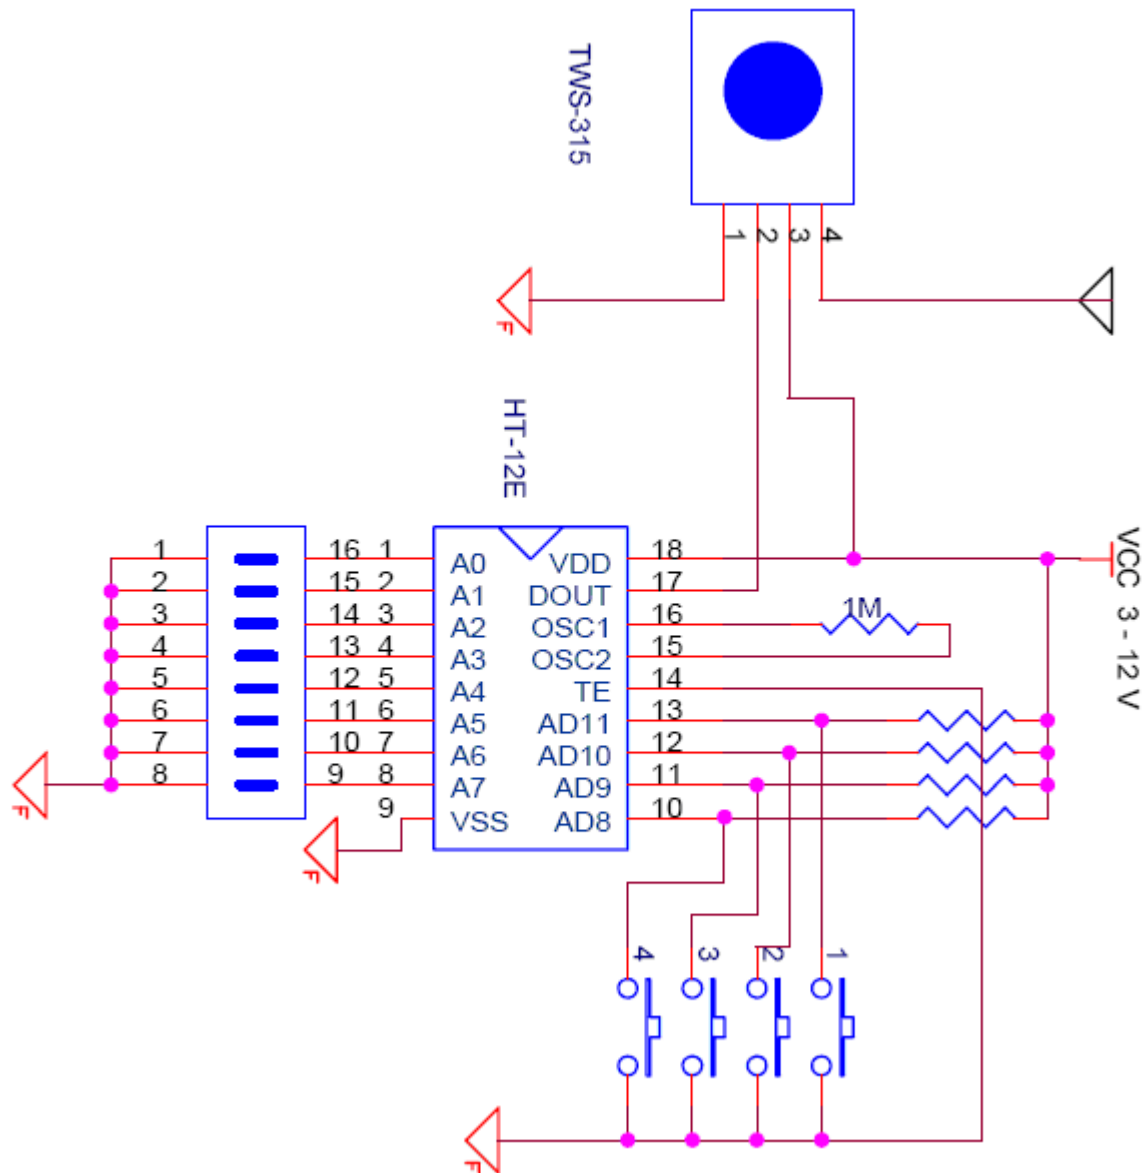 TWS-315
1 2 3 4
F
HT-12E
VCC 3 - 12 V
1 16 1 A0 VDD 18
2 15 2 A1 DOUT 17
3 14 3 A2 OSC1 16 1M
4 13 4 A3 OSC2 15
5 12 5 A4 TE 14
6 11 6 A5 AD11 13
7 10 7 A6 AD10 12
8 9 8 A7 AD9 11
9 VSS AD8 10
F
F
4 3 2 1
F